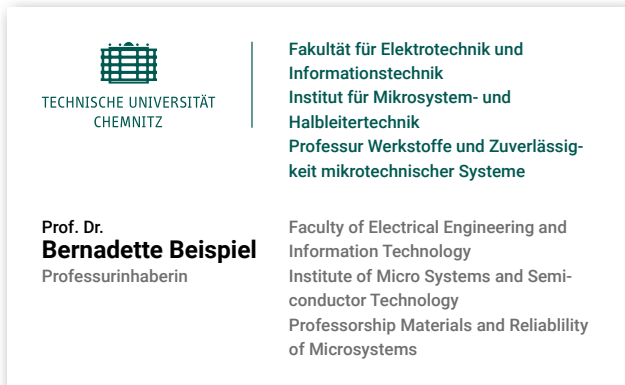 TECHNISCHE UNIVERSITÄT
CHEMNITZ
Fakultät für Elektrotechnik und
Informationstechnik
Institut für Mikrosystem- und
Halbleitertechnik
Professur Werkstoffe und Zuverlässig-
keit mikrotechnischer Systeme
Prof. Dr.
Bernadette Beispiel
Professurinhaberin
Faculty of Electrical Engineering and
Information Technology
Institute of Micro Systems and Semi-
conductor Technology
Professorship Materials and Reliablility
of Microsystems